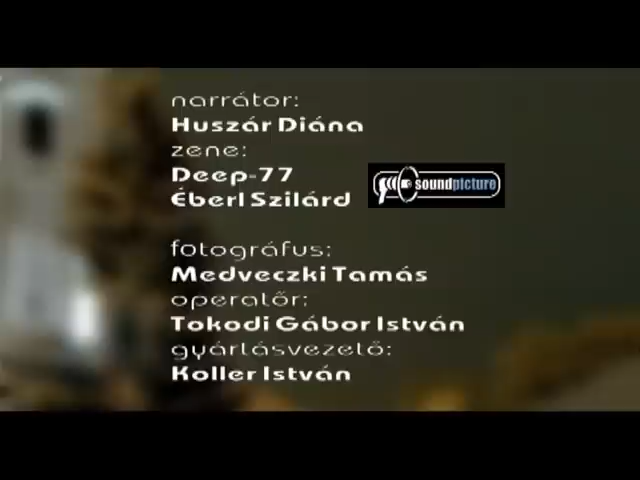 narrátor:
Huszár Diána
zene:
Deep-77
Éberl Szilárd
soundpicture
fotográfus:
Medveczki Tamás
operatőr:
Tokodi Gábor István
gyártásvezető:
Koller István